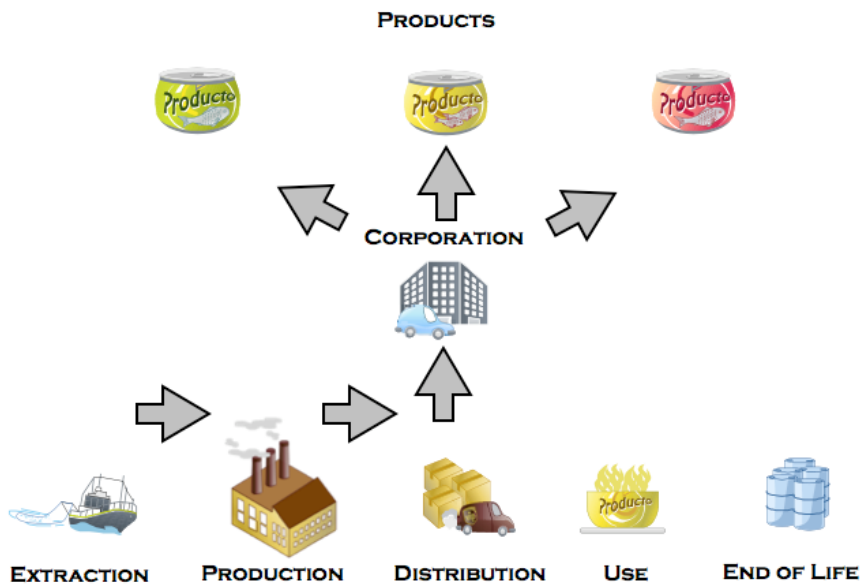 PRODUCTS
Producto
Producto
Producto
CORPORATION
Producto
EXTRACTION
PRODUCTION
DISTRIBUTION
USE
END OF LIFE